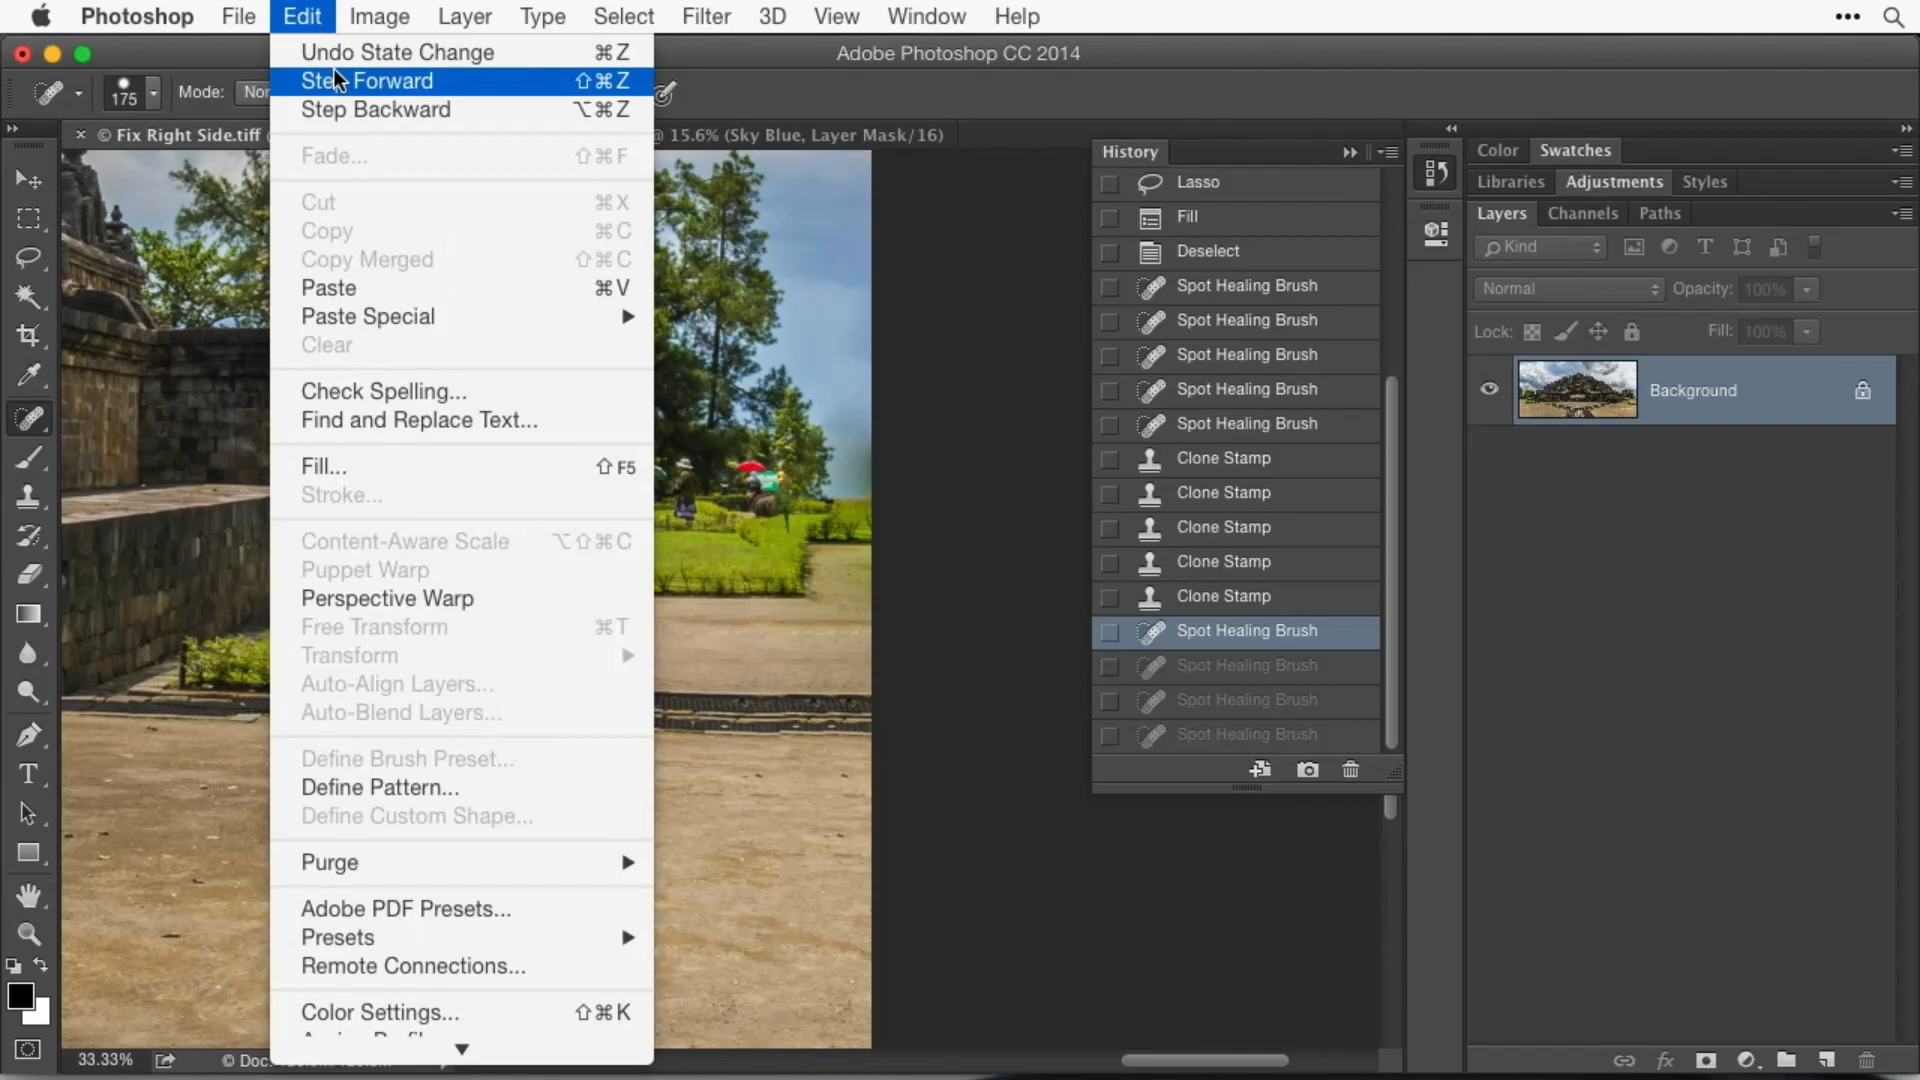 Photoshop File Edit Image Layer Type Select Filter 3D View Window Help
Adobe Photoshop CC 2014
175 Mode: Nor
× © Fix Right Side.tiff @ 15.6% (Sky Blue, Layer Mask/16)
Undo State Change ⌘Z
Step Forward ⇧⌘Z
Step Backward ⌥⌘Z
Fade... ⇧⌘F
Cut ⌘X
Copy ⌘C
Copy Merged ⇧⌘C
Paste ⌘V
Paste Special ▶
Clear
Check Spelling...
Find and Replace Text...
Fill... ⇧F5
Stroke...
Content-Aware Scale ⌥⇧⌘C
Puppet Warp
Perspective Warp
Free Transform ⌘T
Transform ▶
Auto-Align Layers...
Auto-Blend Layers...
Define Brush Preset...
Define Pattern...
Define Custom Shape...
Purge ▶
Adobe PDF Presets...
Presets ▶
Remote Connections...
Color Settings... ⇧⌘K
History
Lasso
Fill
Deselect
Spot Healing Brush
Spot Healing Brush
Spot Healing Brush
Spot Healing Brush
Spot Healing Brush
Clone Stamp
Clone Stamp
Clone Stamp
Clone Stamp
Clone Stamp
Spot Healing Brush
Spot Healing Brush
Spot Healing Brush
Spot Healing Brush
Color Swatches
Libraries Adjustments Styles
Layers Channels Paths
Kind
Normal Opacity: 100%
Lock: Fill: 100%
Background
33.33% © Doc: